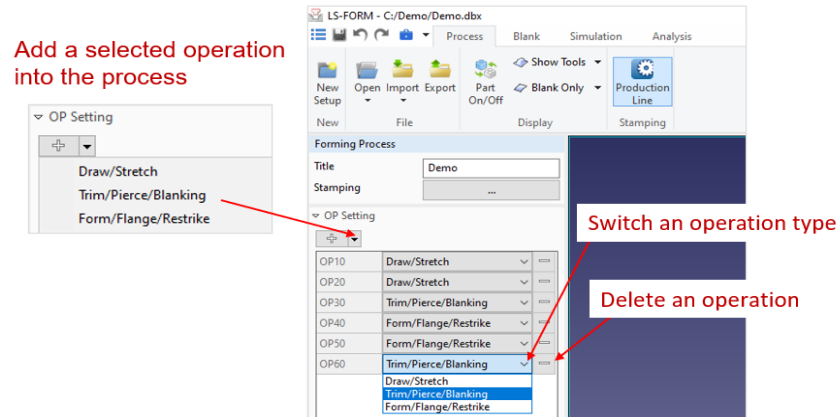 Add a selected operation
into the process
OP Setting
Draw/Stretch
Trim/Pierce/Blanking
Form/Flange/Restrike
LS-FORM - C:/Demo/Demo.dbx
Process Blank Simulation Analysis
New Setup Open Import Export Part On/Off Show Tools Blank Only Production Line
New File Display Stamping
Forming Process
Title Demo
Stamping ...
OP Setting
OP10 Draw/Stretch
OP20 Draw/Stretch
OP30 Trim/Pierce/Blanking
OP40 Form/Flange/Restrike
OP50 Form/Flange/Restrike
OP60 Trim/Pierce/Blanking
Draw/Stretch
Trim/Pierce/Blanking
Form/Flange/Restrike
Switch an operation type
Delete an operation